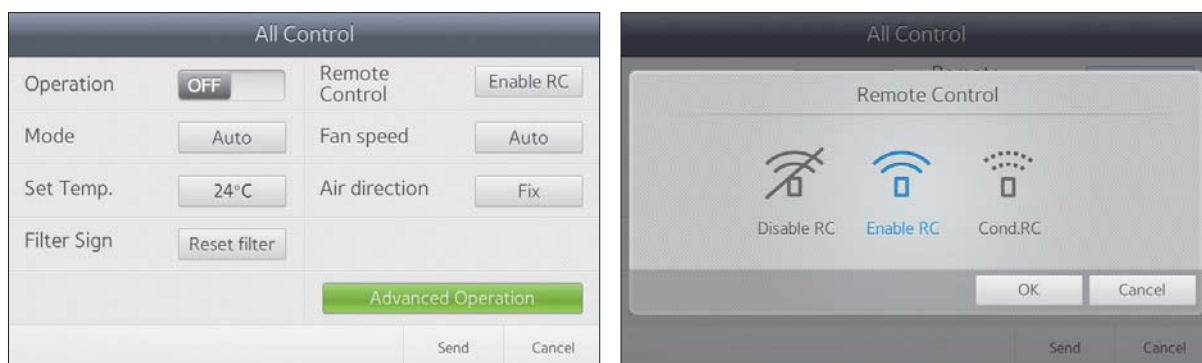 All Control
Operation OFF Remote Control Enable RC
Mode Auto Fan speed Auto
Set Temp. 24°C Air direction Fix
Filter Sign Reset filter
Advanced Operation
Send Cancel
All Control
Remote Control
Disable RC Enable RC Cond.RC
OK Cancel
Send Cancel